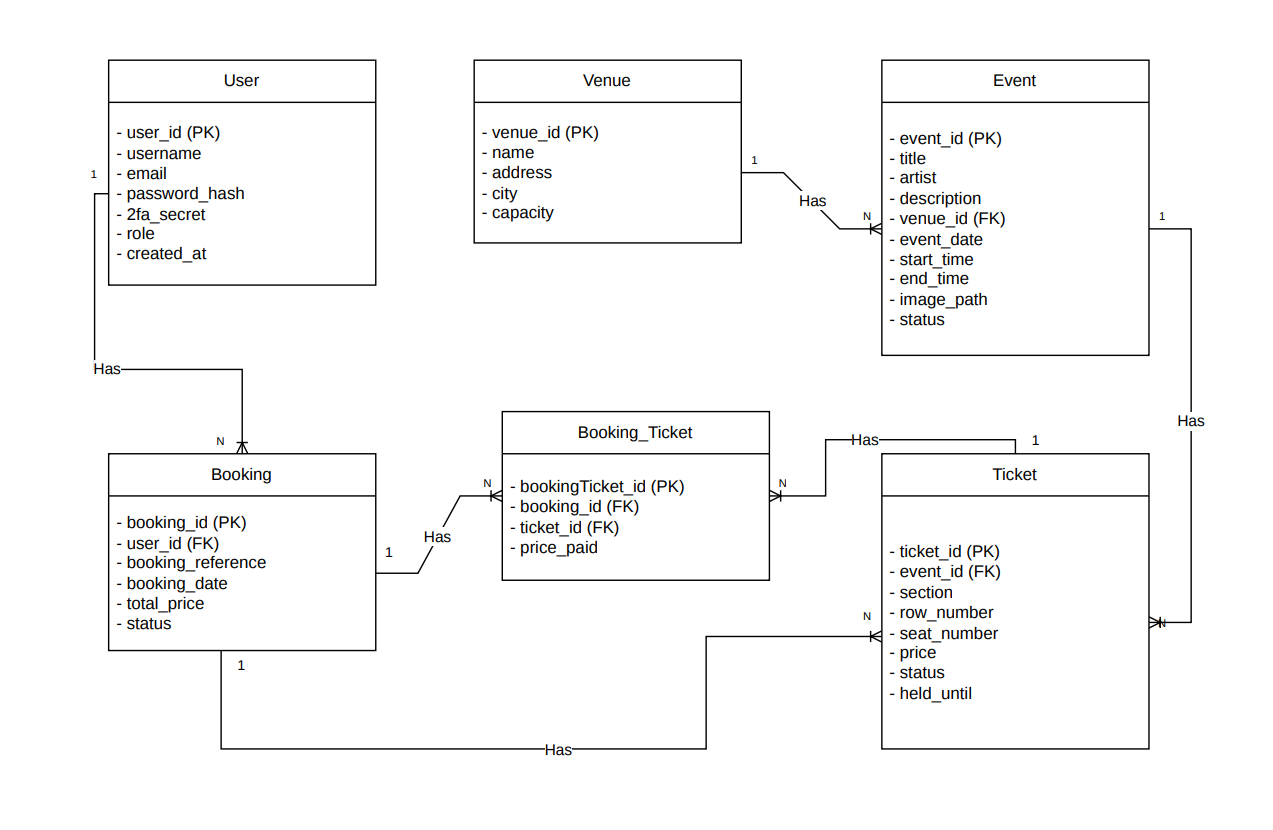 User
- user_id (PK)
- username
- email
- password_hash
- 2fa_secret
- role
- created_at
1
Has
N
Venue
- venue_id (PK)
- name
- address
- city
- capacity
1
Has
N
Event
- event_id (PK)
- title
- artist
- description
- venue_id (FK)
- event_date
- start_time
- end_time
- image_path
- status
1
Has
N
Booking
- booking_id (PK)
- user_id (FK)
- booking_reference
- booking_date
- total_price
- status
1
Has
N
Booking_Ticket
- bookingTicket_id (PK)
- booking_id (FK)
- ticket_id (FK)
- price_paid
N
Has
1
Ticket
- ticket_id (PK)
- event_id (FK)
- section
- row_number
- seat_number
- price
- status
- held_until
1
Has
N